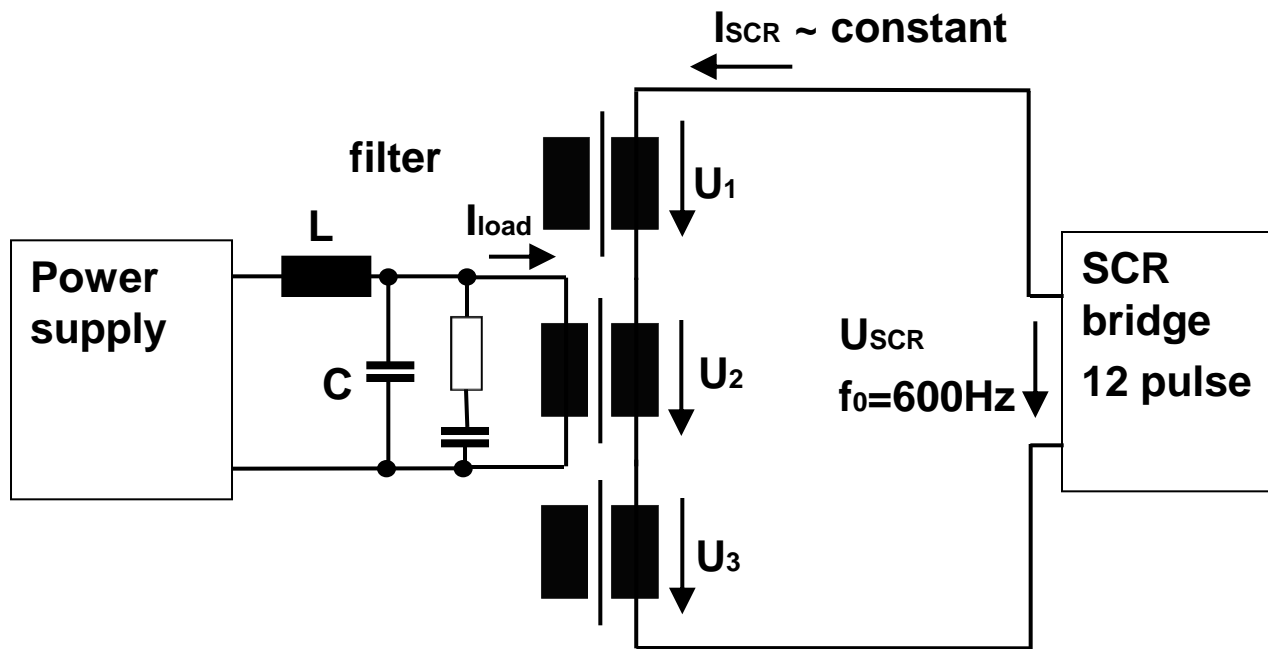 ISCR ~ constant
filter
U1
Iload
L
Power
supply
SCR
bridge
12 pulse
USCR
f0=600Hz
U2
C
U3